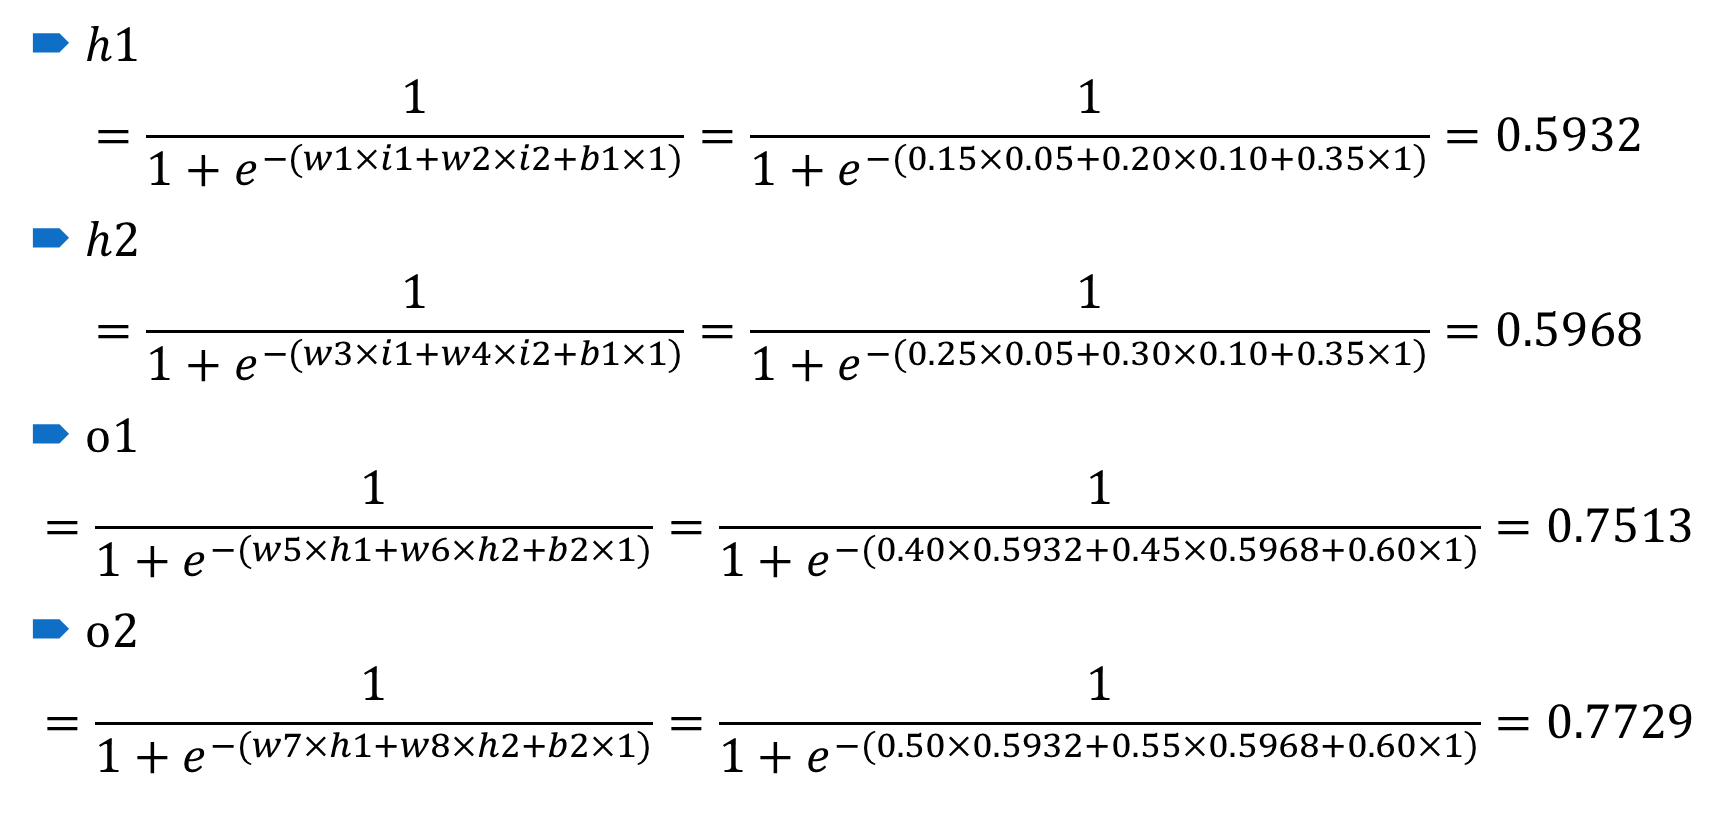 h1
= 1 / (1 + e^−(w1×i1+w2×i2+b1×1)) = 1 / (1 + e^−(0.15×0.05+0.20×0.10+0.35×1)) = 0.5932
h2
= 1 / (1 + e^−(w3×i1+w4×i2+b1×1)) = 1 / (1 + e^−(0.25×0.05+0.30×0.10+0.35×1)) = 0.5968
o1
= 1 / (1 + e^−(w5×h1+w6×h2+b2×1)) = 1 / (1 + e^−(0.40×0.5932+0.45×0.5968+0.60×1)) = 0.7513
o2
= 1 / (1 + e^−(w7×h1+w8×h2+b2×1)) = 1 / (1 + e^−(0.50×0.5932+0.55×0.5968+0.60×1)) = 0.7729